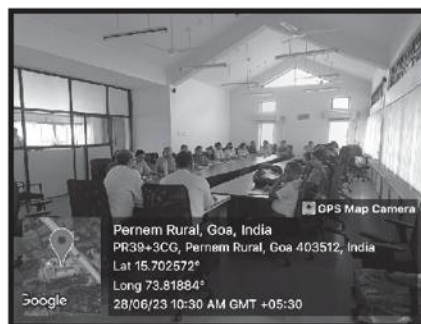 GPS Map Camera
Pernem Rural, Goa, India
PR39+3CG, Pernem Rural, Goa 403512, India
Lat 15.702572°
Long 73.81884°
28/06/23 10:30 AM GMT +05:30
Google